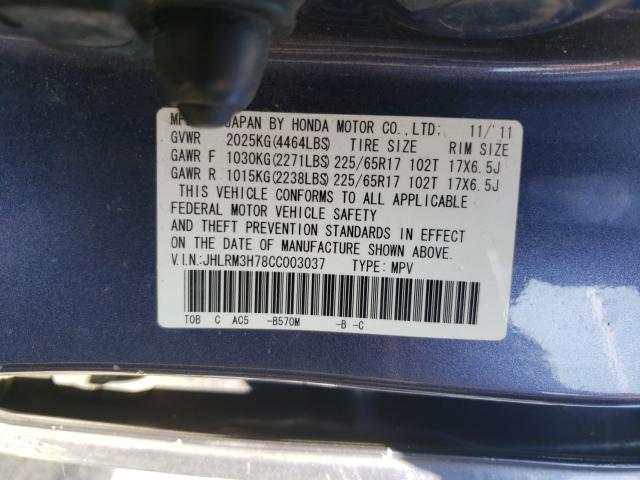 JAPAN BY HONDA MOTOR CO.,LTD: 11/'11
GVWR 2025KG(4464LBS) TIRE SIZE RIM SIZE
GAWR F 1030KG(2271LBS) 225/65R17 102T 17X6.5J
GAWR R 1015KG(2238LBS) 225/65R17 102T 17X6.5J
THIS VEHICLE CONFORMS TO ALL APPLICABLE
FEDERAL MOTOR VEHICLE SAFETY
AND THEFT PREVENTION STANDARDS IN EFFECT
ON THE DATE OF MANUFACTURE SHOWN ABOVE.
V.I.N:JHLRM3H78CC003037 TYPE: MPV
TOB C AC5 -B570M -B -C